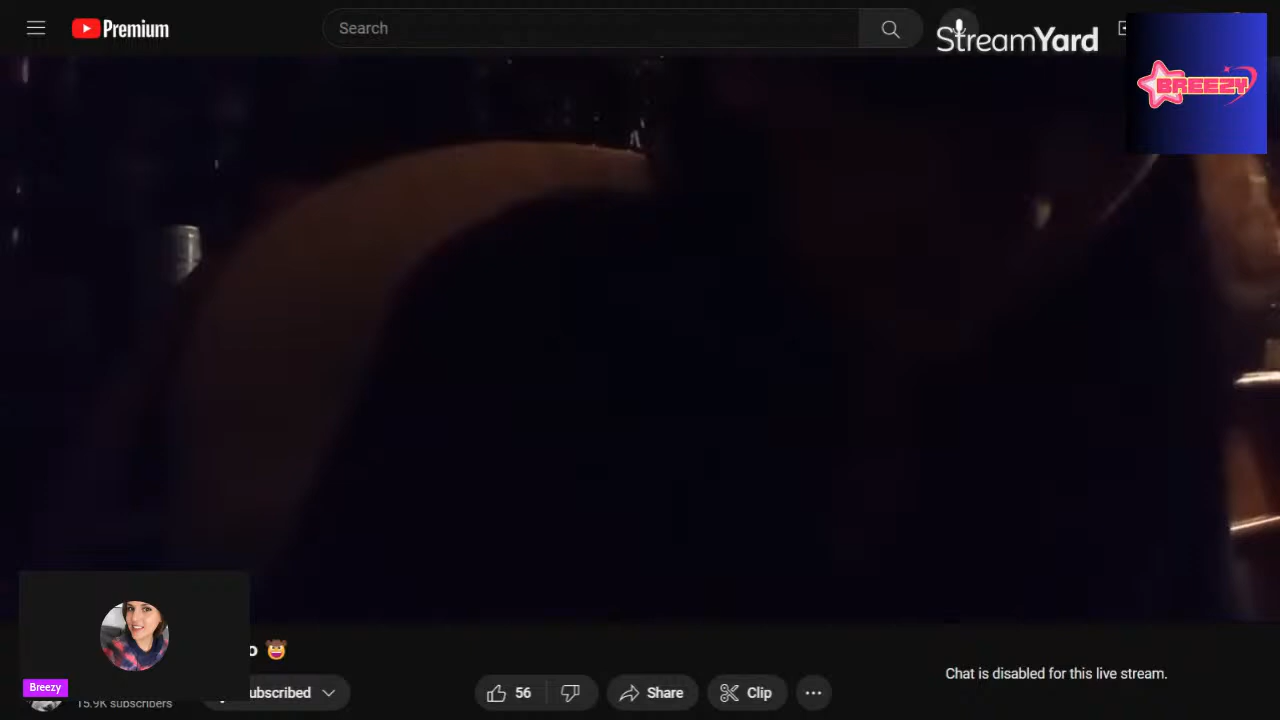 Premium
Search
StreamYard
BREEZY
o 🤠
ubscribed
56
Share
Clip
Chat is disabled for this live stream.
Breezy
15.9K subscribers